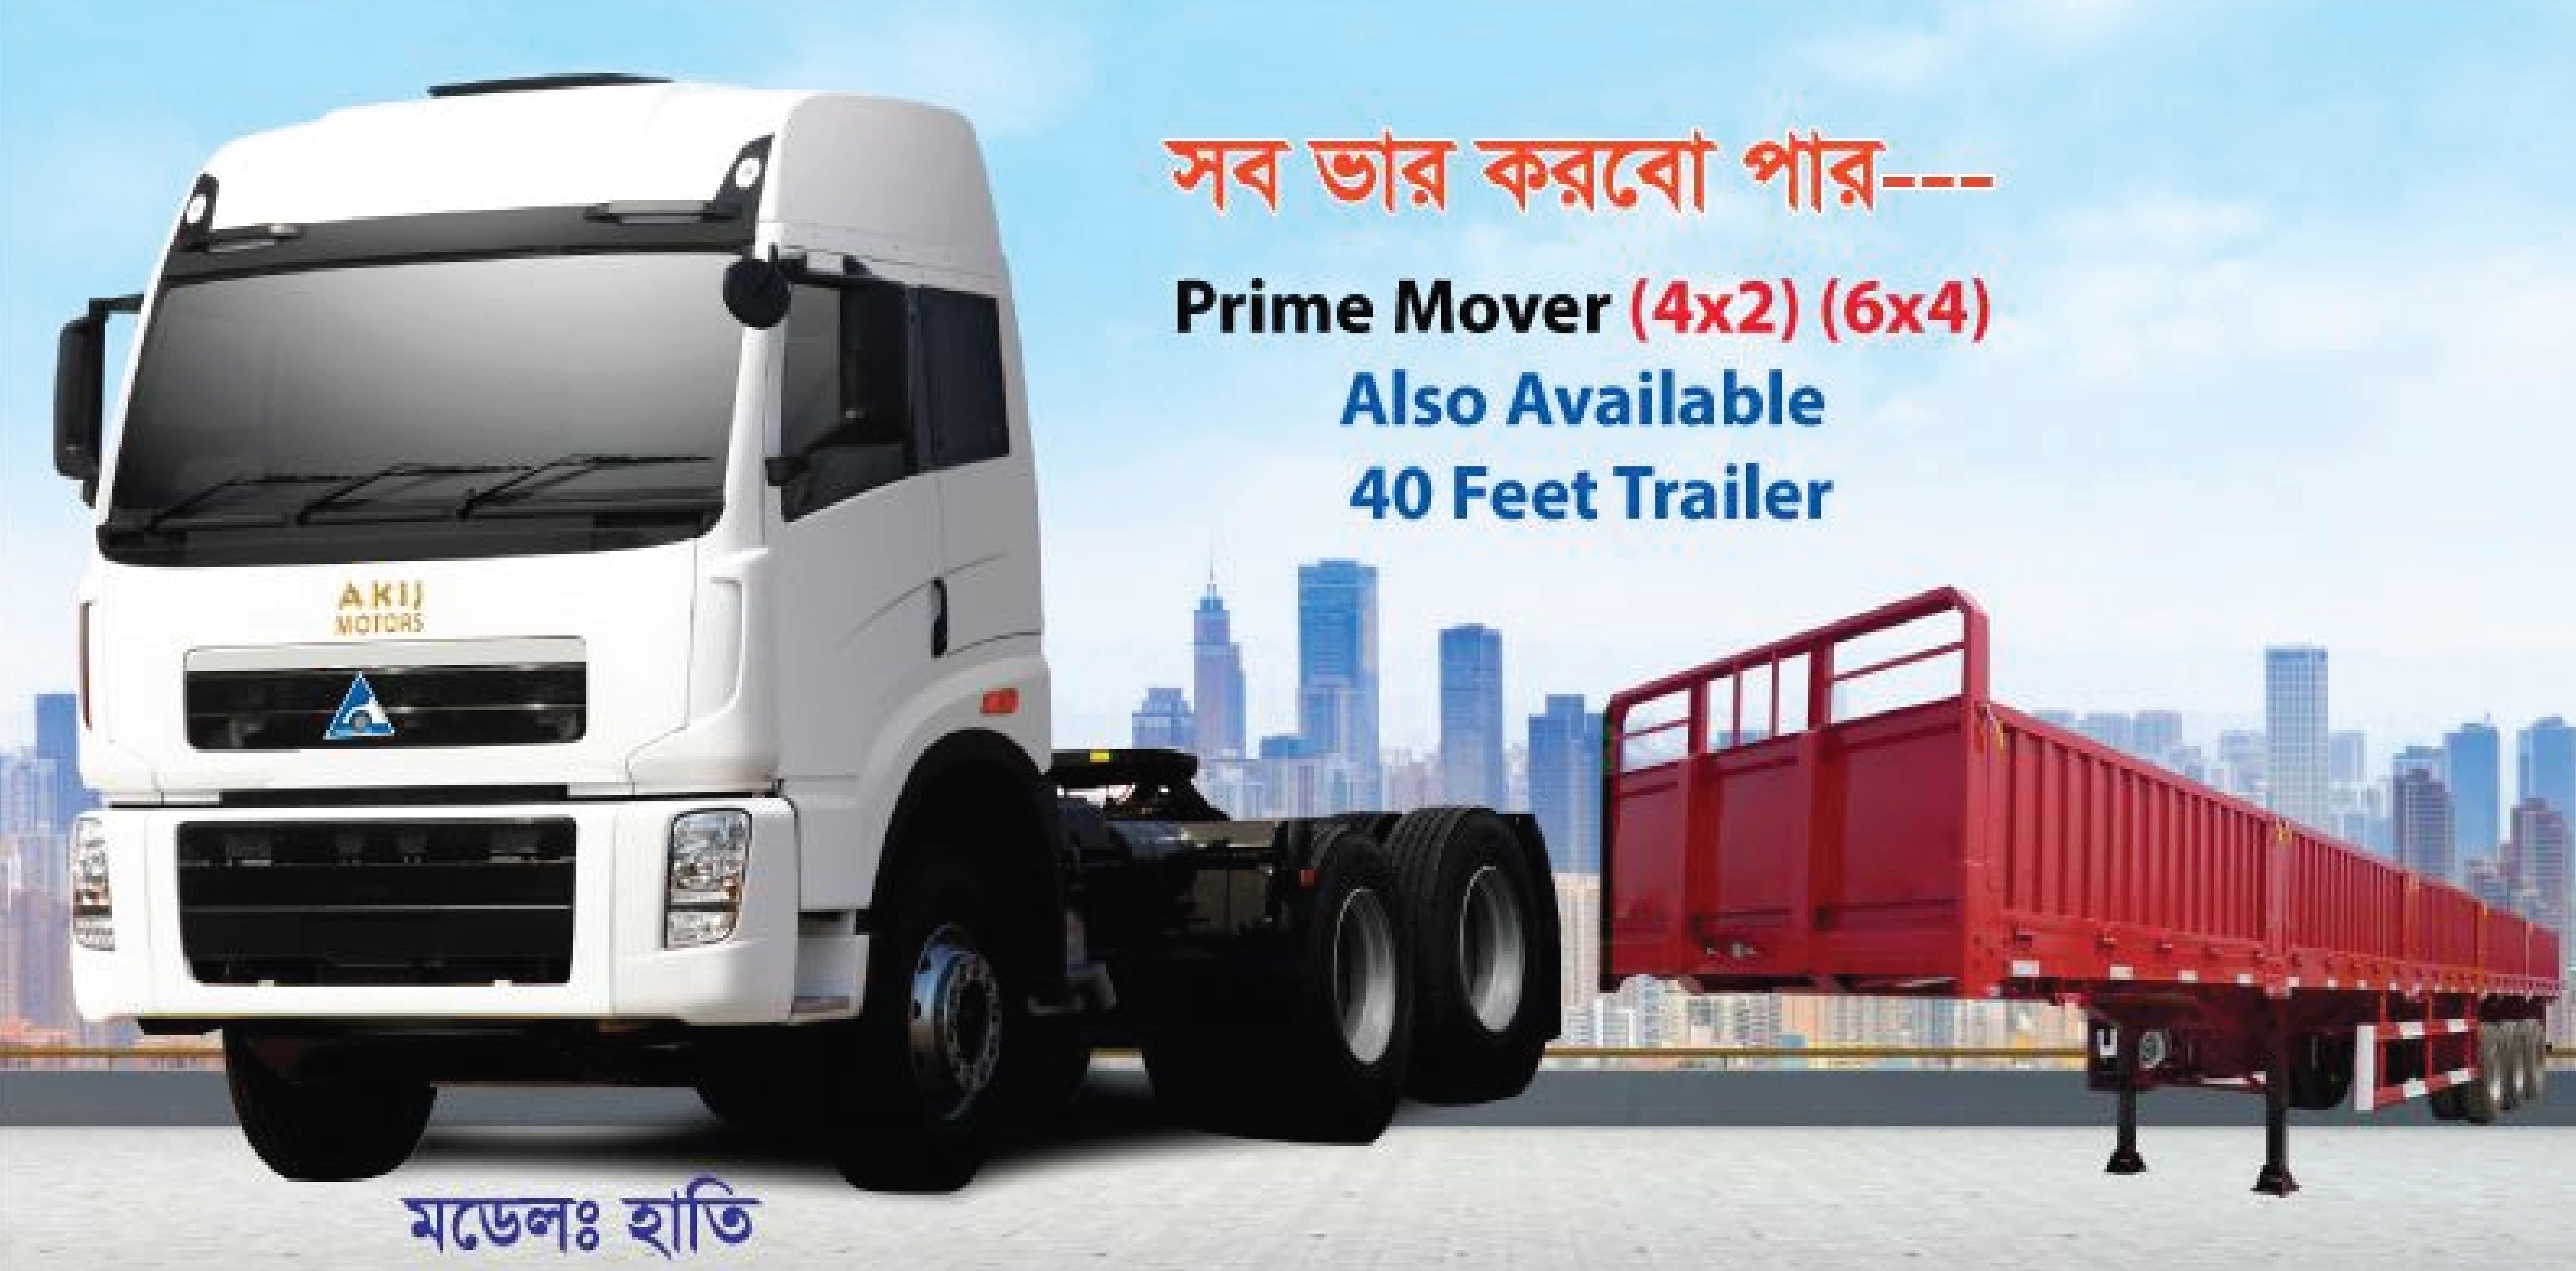 সব ভার করবো পার---
Prime Mover (4x2) (6x4)
Also Available
40 Feet Trailer
AKIJ
MOTORS
মডেলঃ হাতি